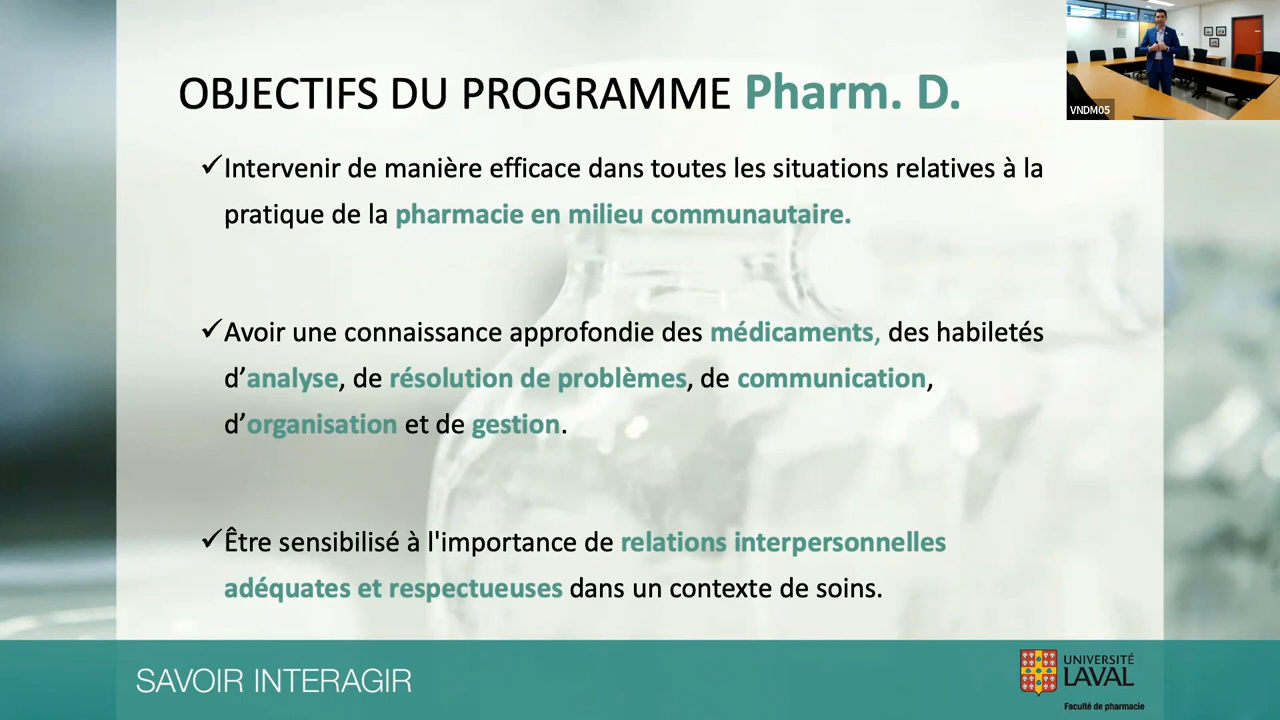 OBJECTIFS DU PROGRAMME Pharm. D.
VNDM05
✓Intervenir de manière efficace dans toutes les situations relatives à la
pratique de la pharmacie en milieu communautaire.
✓Avoir une connaissance approfondie des médicaments, des habiletés
d’analyse, de résolution de problèmes, de communication,
d’organisation et de gestion.
✓Être sensibilisé à l'importance de relations interpersonnelles
adéquates et respectueuses dans un contexte de soins.
SAVOIR INTERAGIR
UNIVERSITÉ
LAVAL
Faculté de pharmacie